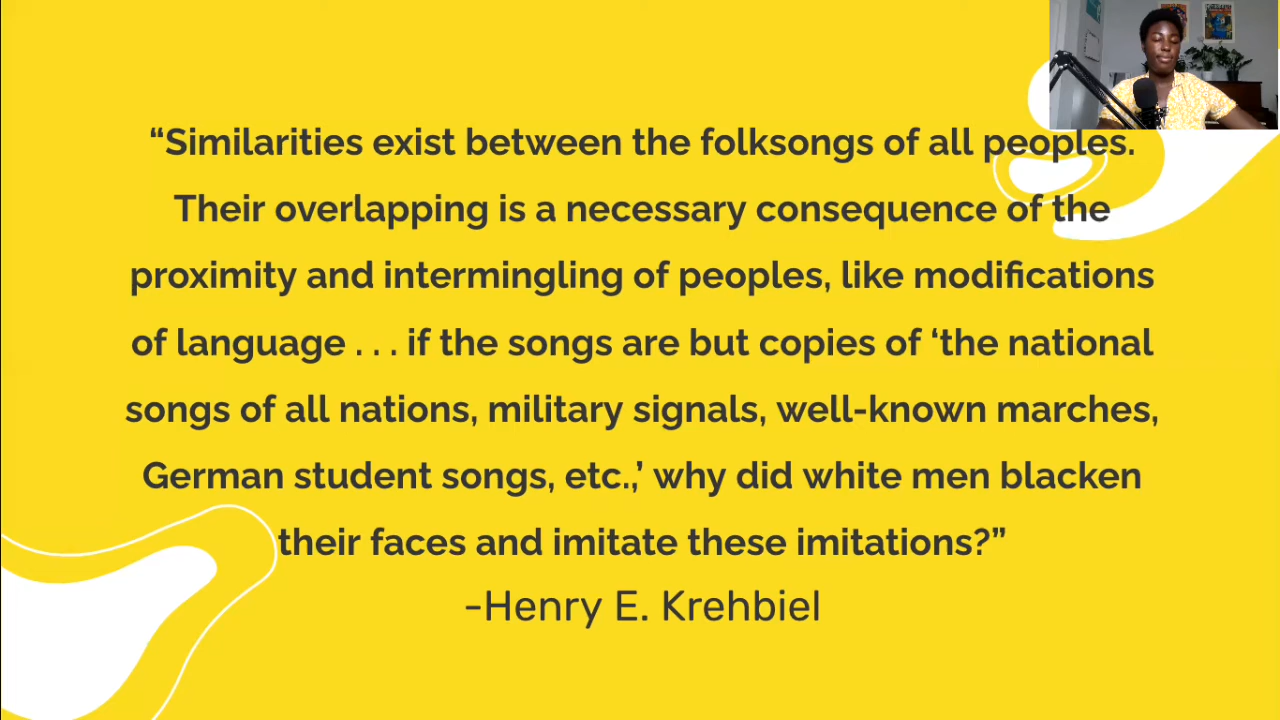 “Similarities exist between the folksongs of all peoples.
Their overlapping is a necessary consequence of the
proximity and intermingling of peoples, like modifications
of language . . . if the songs are but copies of ‘the national
songs of all nations, military signals, well-known marches,
German student songs, etc.,’ why did white men blacken
their faces and imitate these imitations?”
-Henry E. Krehbiel